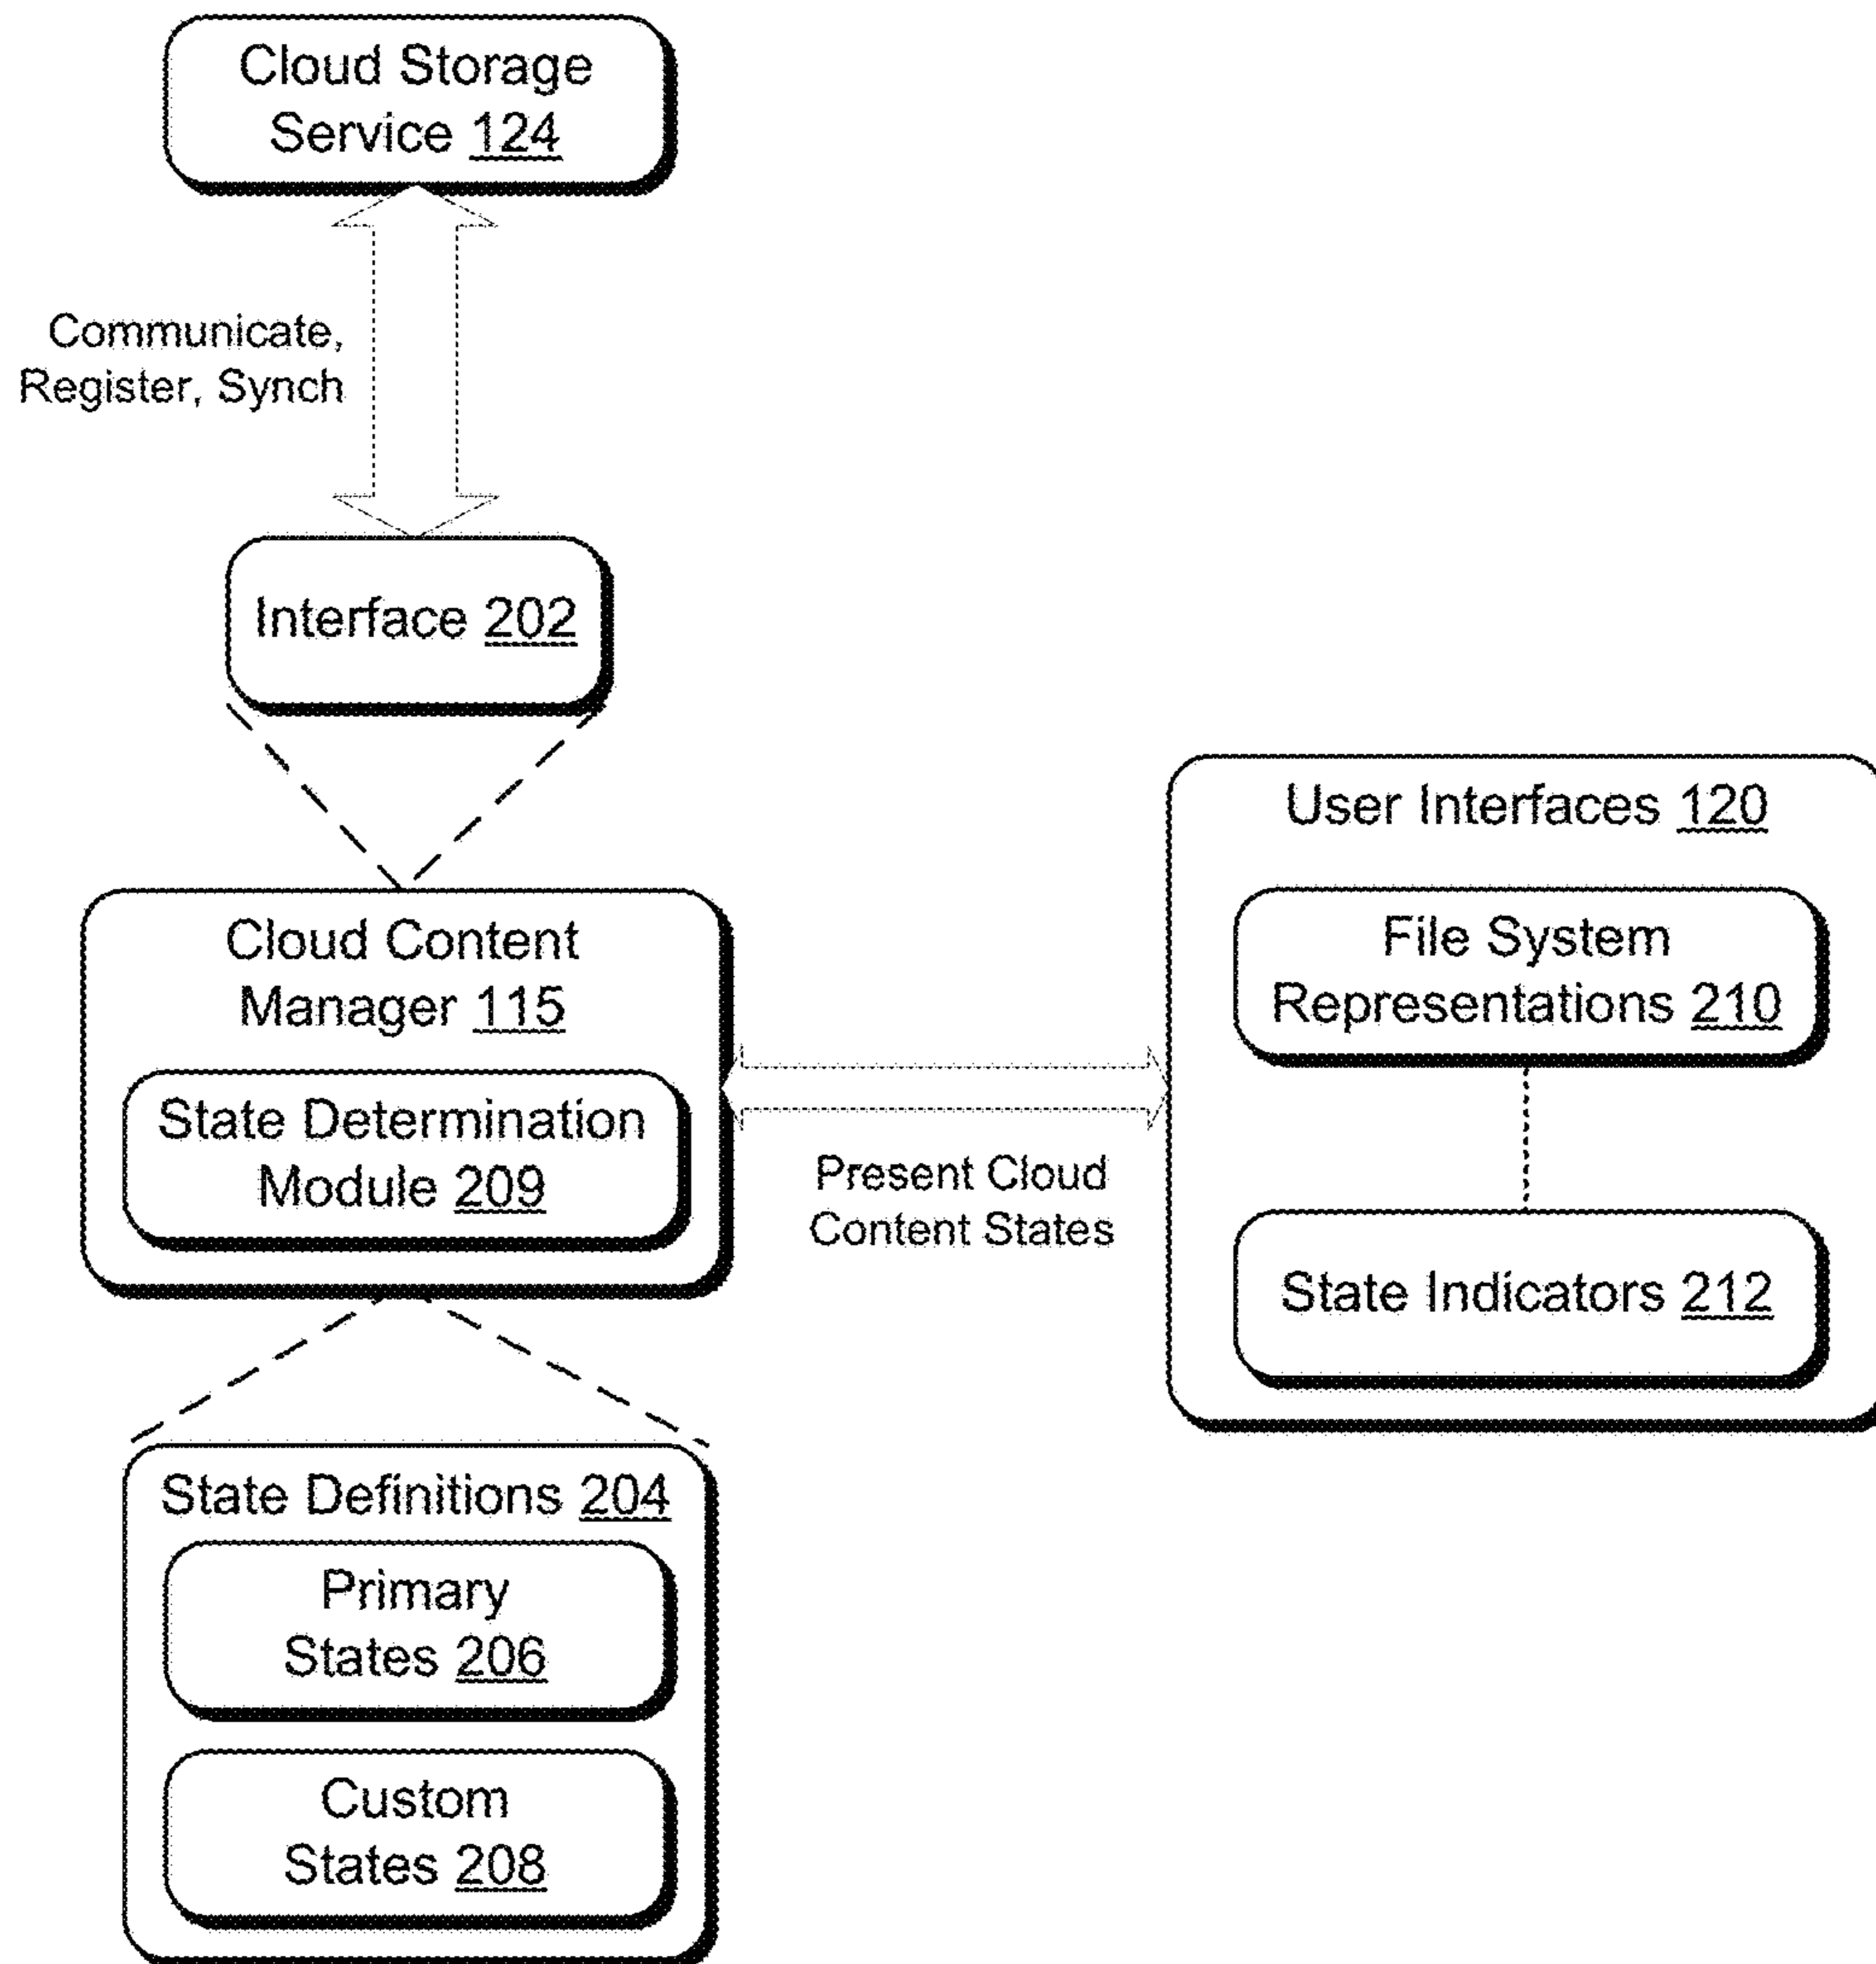 Cloud Storage
Service 124
Communicate,
Register, Synch
Interface 202
Cloud Content
Manager 115
State Determination
Module 209
Present Cloud
Content States
User Interfaces 120
File System
Representations 210
State Indicators 212
State Definitions 204
Primary
States 206
Custom
States 208